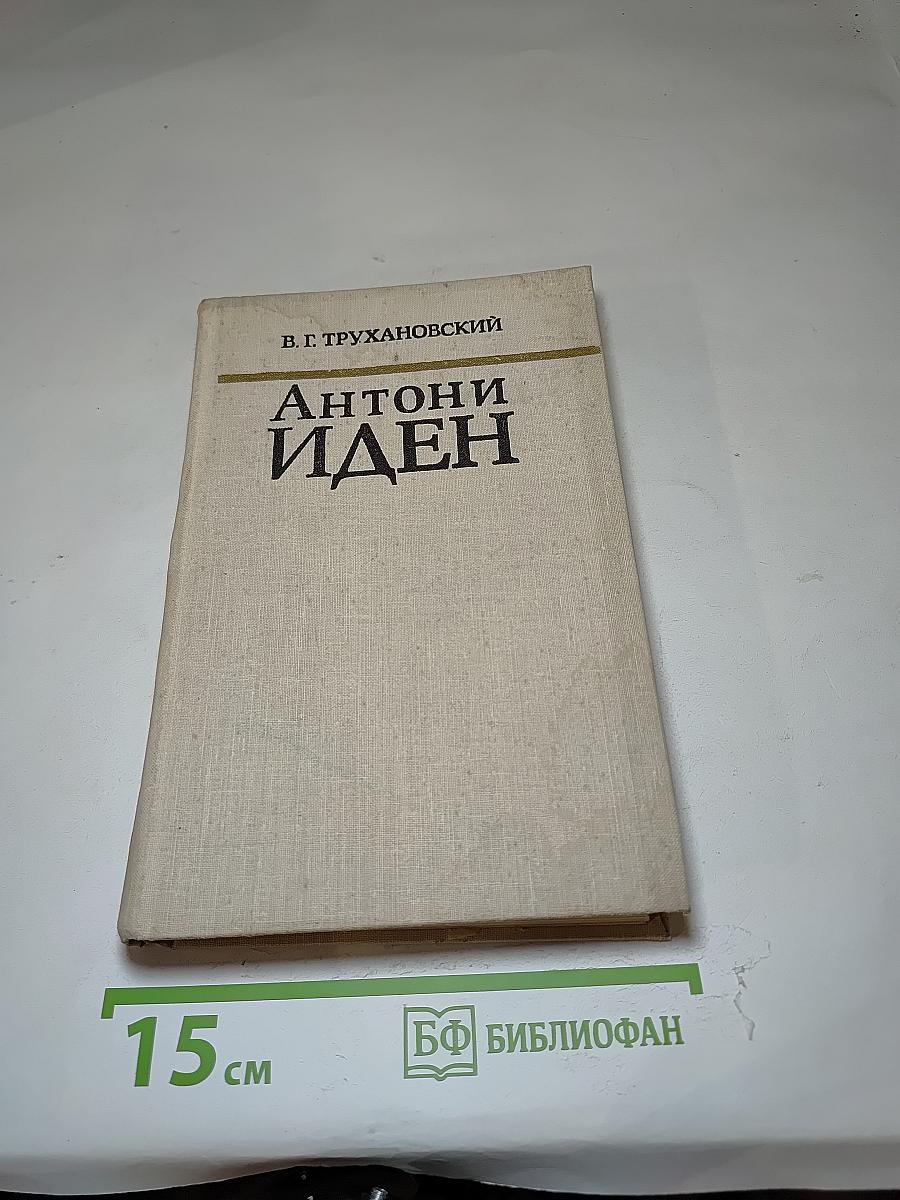 В. Г. ТРУХАНОВСКИЙ
Антони
ИДЕН
15 см
БФ БИБЛИОФАН